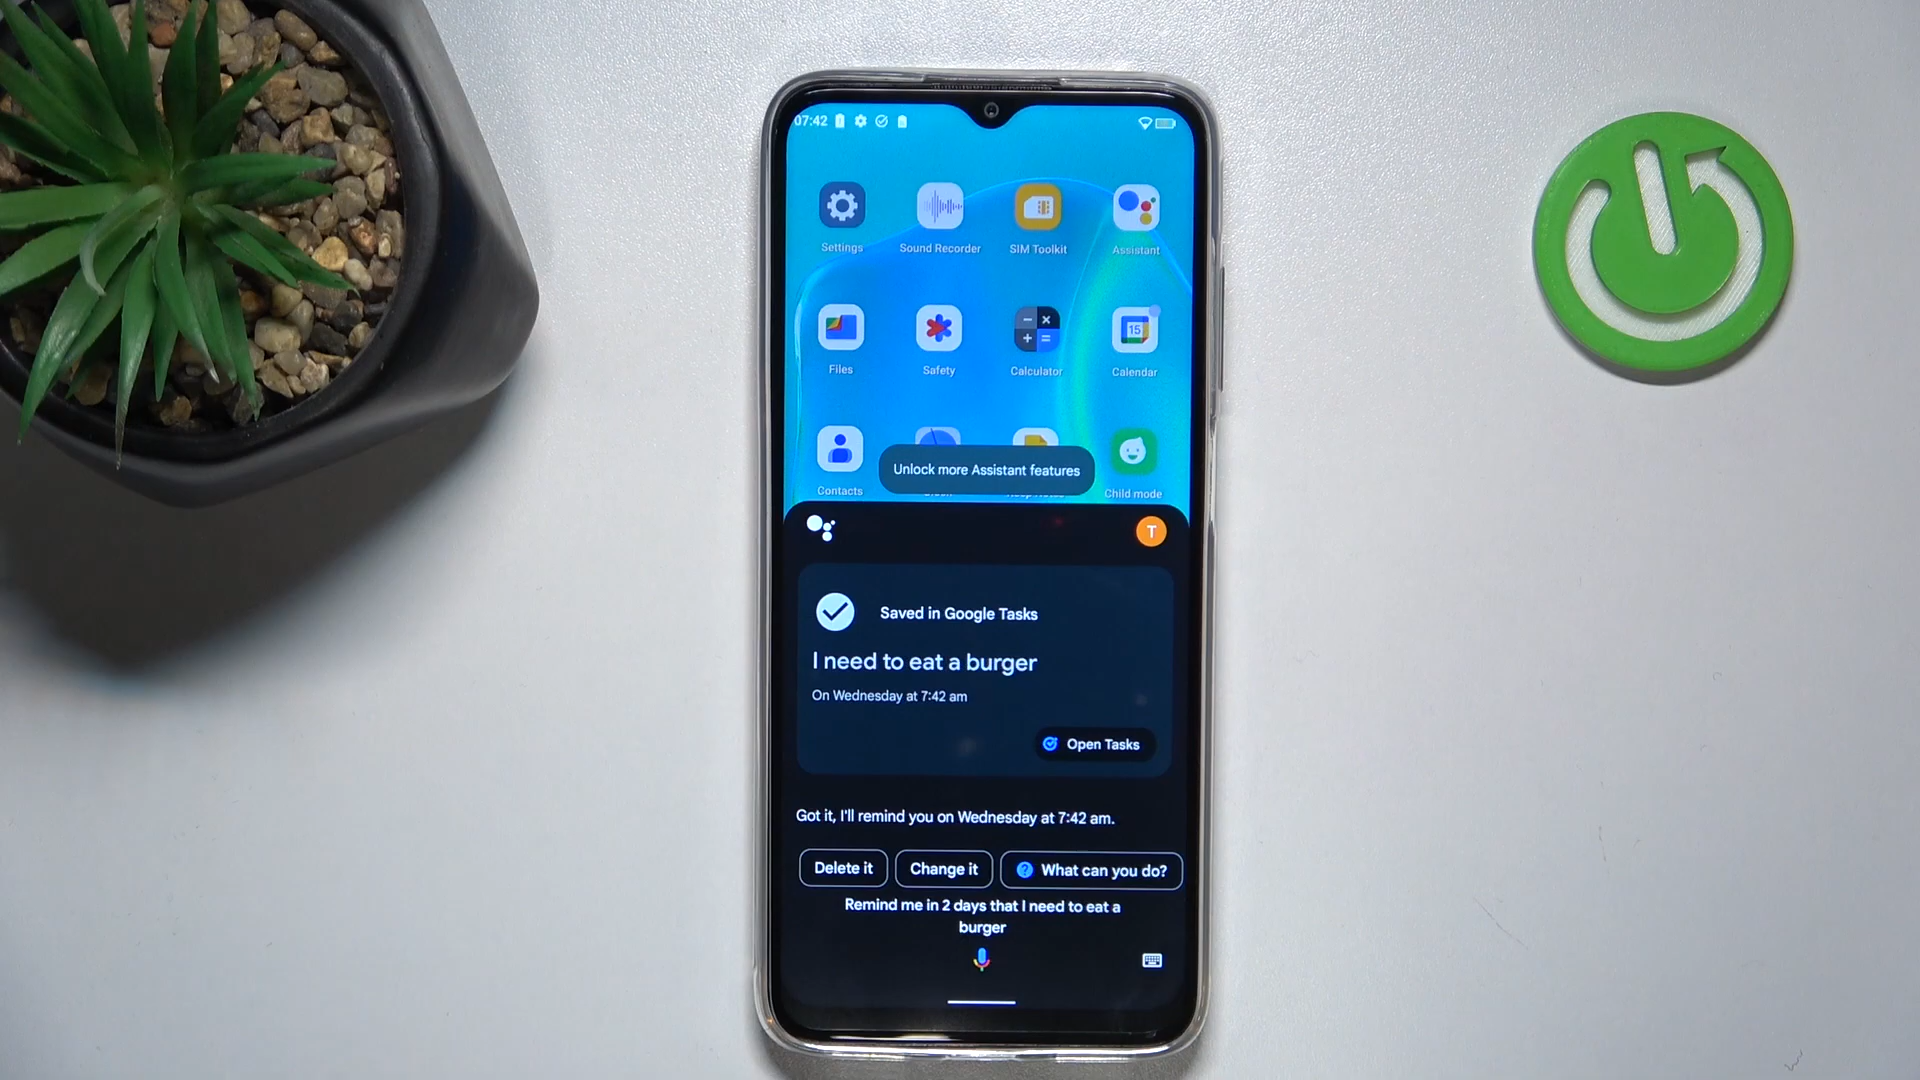 07:42
Settings
Sound Recorder
SIM Toolkit
Assistant
15
Files
Safety
Calculator
Calendar
Unlock more Assistant features
Contacts
Child mode
T
Saved in Google Tasks
I need to eat a burger
On Wednesday at 7:42 am
Open Tasks
Got it, I'll remind you on Wednesday at 7:42 am.
Delete it
Change it
? What can you do?
Remind me in 2 days that I need to eat a
burger